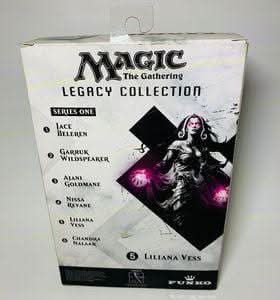 MAGIC
The Gathering
LEGACY COLLECTION
SERIES ONE
1 JACE
BELEREN
2 GARRUK
WILDSPEAKER
3 AJANI
GOLDMANE
4 NISSA
REVANE
5 LILIANA
VESS
6 CHANDRA
NALAAR
5 LILIANA VESS
FUNKO